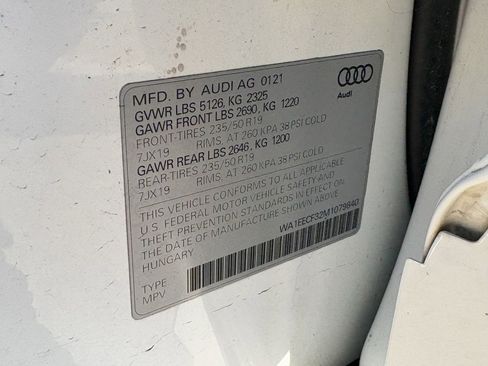 MFD. BY AUDI AG 0121
GVWR LBS 5126, KG 2325
GAWR FRONT LBS 2690, KG 1220
FRONT-TIRES 235/50 R19
7JX19 RIMS, AT 260 KPA 38 PSI COLD
GAWR REAR LBS 2646, KG 1200
REAR-TIRES 235/50 R19
7JX19 RIMS, AT 260 KPA 38 PSI COLD
THIS VEHICLE CONFORMS TO ALL APPLICABLE
U.S. FEDERAL MOTOR VEHICLE SAFETY AND
THEFT PREVENTION STANDARDS IN EFFECT ON
THE DATE OF MANUFACTURE SHOWN ABOVE.
HUNGARY
WA1EECF32M1079840
TYPE
MPV
Audi